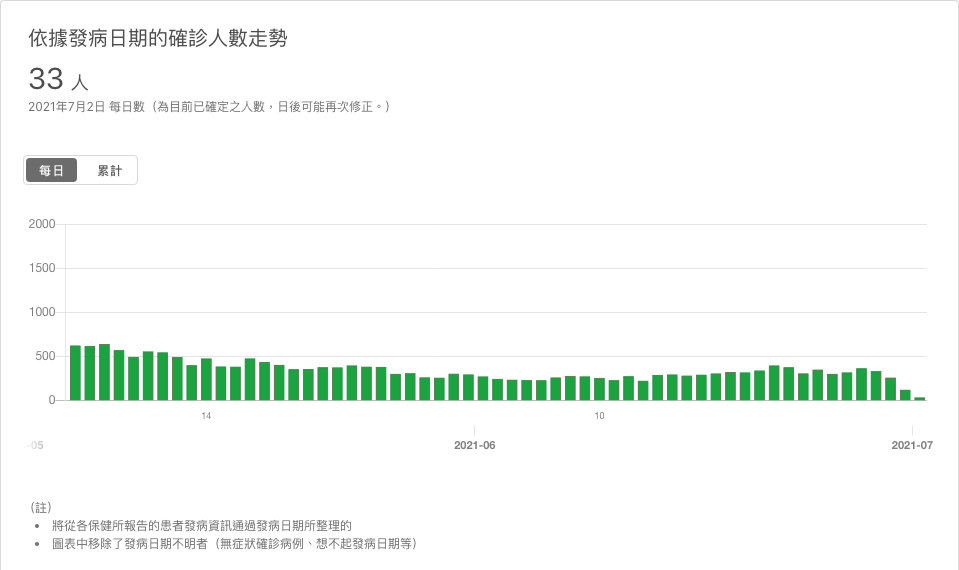 依據發病日期的確診人數走勢
33 人
2021年7月2日 每日數（為目前已確定之人數，日後可能再次修正。）
每日 累計
2000
1500
1000
500
0
14 10
-05 2021-06 2021-07
（註）
• 將從各保健所報告的患者發病資訊通過發病日期所整理的
• 圖表中移除了發病日期不明者（無症狀確診病例、想不起發病日期等）